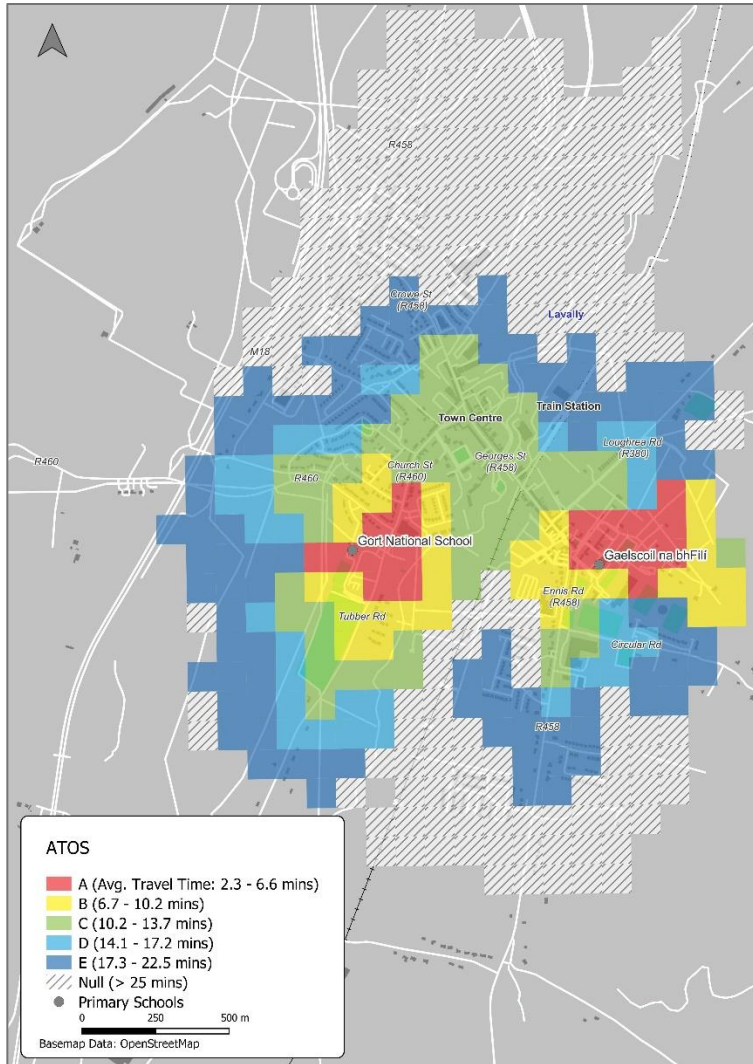 R458
Crowe St
(R458)
Lavally
M18
Town Centre
Train Station
Georges St
(R458)
Loughrea Rd
(R380)
Church St
(R460)
R460
R460
Gort National School
Gaelscoil na bhFilí
Ennis Rd
(R458)
Tubber Rd
Circular Rd
R458
ATOS
A (Avg. Travel Time: 2.3 - 6.6 mins)
B (6.7 - 10.2 mins)
C (10.2 - 13.7 mins)
D (14.1 - 17.2 mins)
E (17.3 - 22.5 mins)
Null (> 25 mins)
Primary Schools
0 250 500 m
Basemap Data: OpenStreetMap